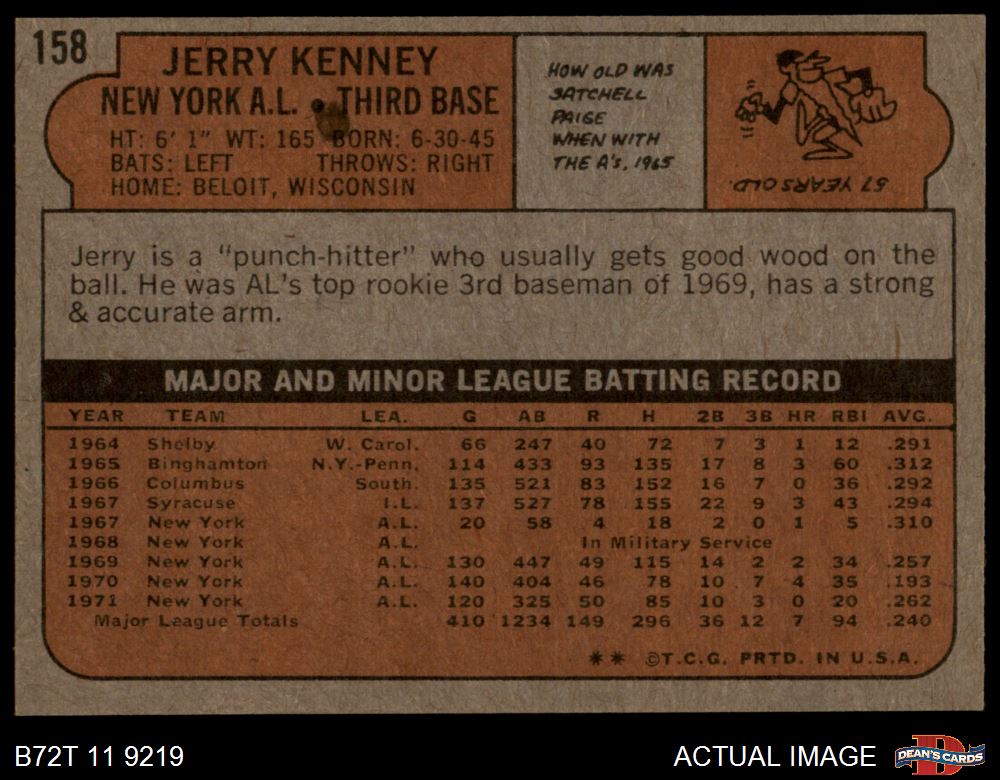 158
JERRY KENNEY
NEW YORK A.L. • THIRD BASE
HT: 6' 1" WT: 165 BORN: 6-30-45
BATS: LEFT THROWS: RIGHT
HOME: BELOIT, WISCONSIN
HOW OLD WAS
SATCHELL
PAIGE
WHEN WITH
THE A's, 1965
57 YEARS OLD.
Jerry is a "punch-hitter" who usually gets good wood on the
ball. He was AL's top rookie 3rd baseman of 1969, has a strong
& accurate arm.
MAJOR AND MINOR LEAGUE BATTING RECORD
YEAR TEAM LEA. G AB R H 2B 3B HR RBI AVG.
1964 Shelby W. Carol. 66 247 40 72 7 3 1 12 .291
1965 Binghamton N.Y.-Penn. 114 433 93 135 17 8 3 60 .312
1966 Columbus South. 135 521 83 152 16 7 0 36 .292
1967 Syracuse I.L. 137 527 78 155 22 9 3 43 .294
1967 New York A.L. 20 58 4 18 2 0 1 5 .310
1968 New York A.L. In Military Service
1969 New York A.L. 130 447 49 115 14 2 2 34 .257
1970 New York A.L. 140 404 46 78 10 7 4 35 .193
1971 New York A.L. 120 325 50 85 10 3 0 20 .262
Major League Totals 410 1234 149 296 36 12 7 94 .240
** ©T.C.G. PRTD. IN U.S.A.
B72T 11 9219
ACTUAL IMAGE
D
DEAN'S CARDS